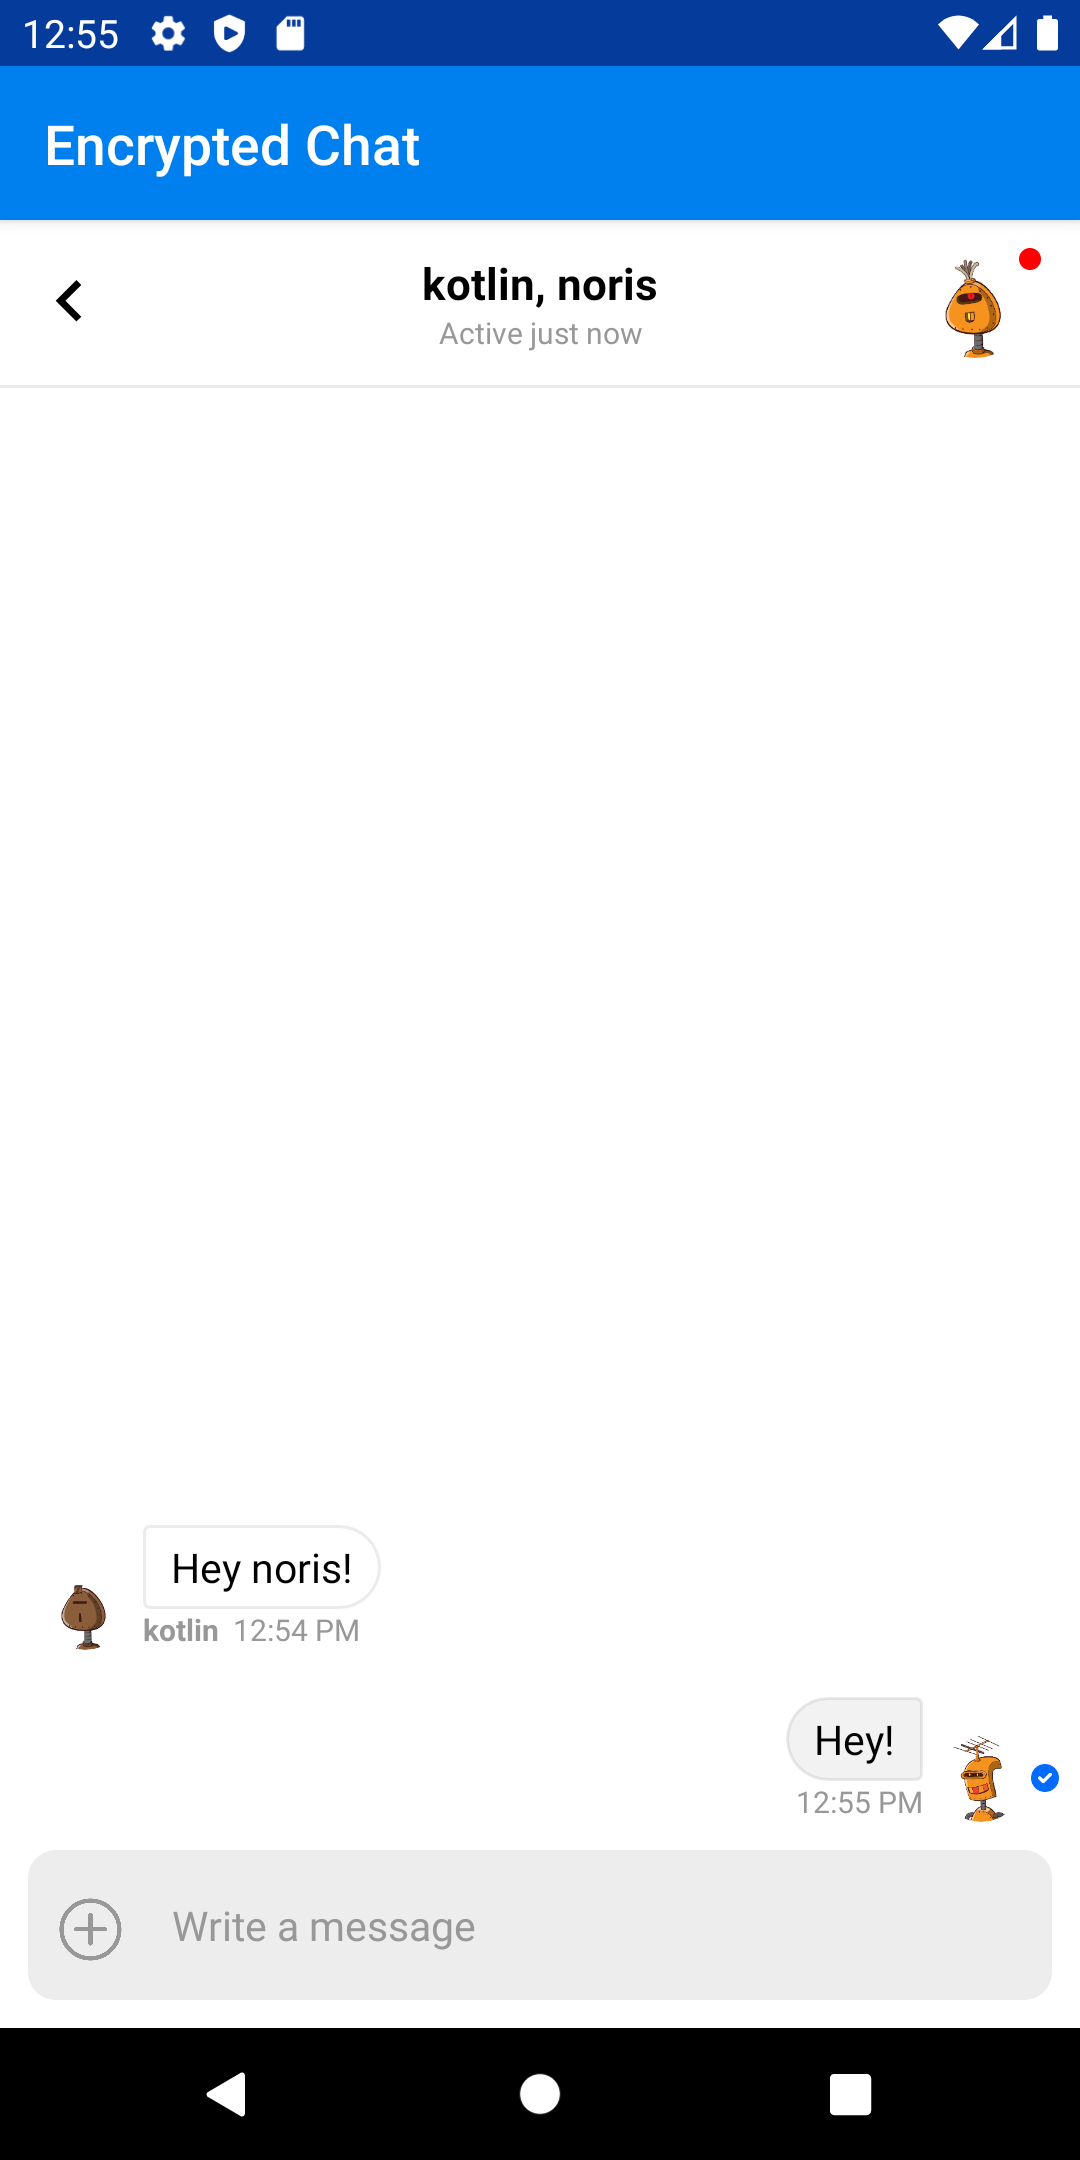 12:55
Encrypted Chat
kotlin, noris
Active just now
Hey noris!
kotlin 12:54 PM
Hey!
12:55 PM
Write a message